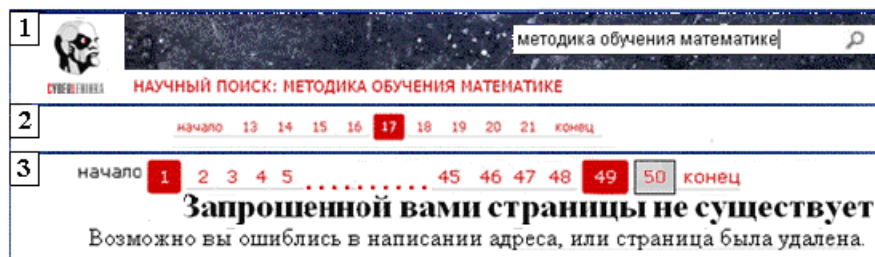 1
методика обучения математике
CYBERLENINKA
НАУЧНЫЙ ПОИСК: МЕТОДИКА ОБУЧЕНИЯ МАТЕМАТИКЕ
2
начало 13 14 15 16 17 18 19 20 21 конец
3
начало 1 2 3 4 5 .......... 45 46 47 48 49 50 конец
Запрошенной вами страницы не существует
Возможно вы ошиблись в написании адреса, или страница была удалена.